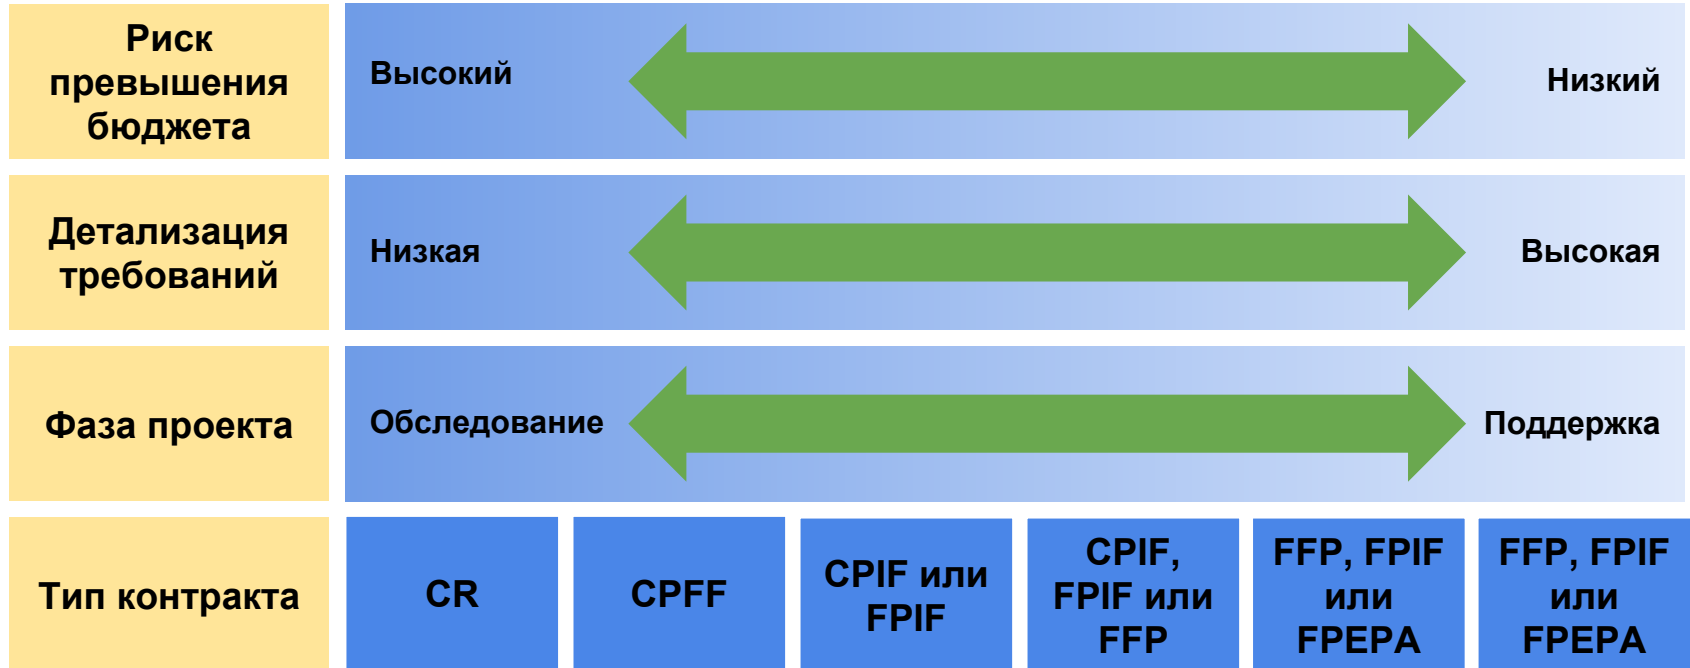 Риск
превышения
бюджета
Высокий
Низкий
Детализация
требований
Низкая
Высокая
Фаза проекта
Обследование
Поддержка
Тип контракта
CR
CPFF
CPIF или
FPIF
CPIF,
FPIF или
FFP
FFP, FPIF
или
FPEPA
FFP, FPIF
или
FPEPA